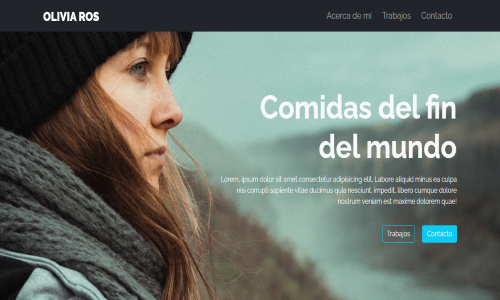 OLIVIA ROS
Acerca de mi Trabajos Contacto
Comidas del fin
del mundo
Lorem, ipsum dolor sit amet consectetur adipisicing elit. Labore aliquid minus ea culpa
nisi corrupti sapiente vitae ducimus quia nesciunt, impedit, libero cumque dolore
nostrum veniam est maxime dolorem quae!
Trabajos Contacto